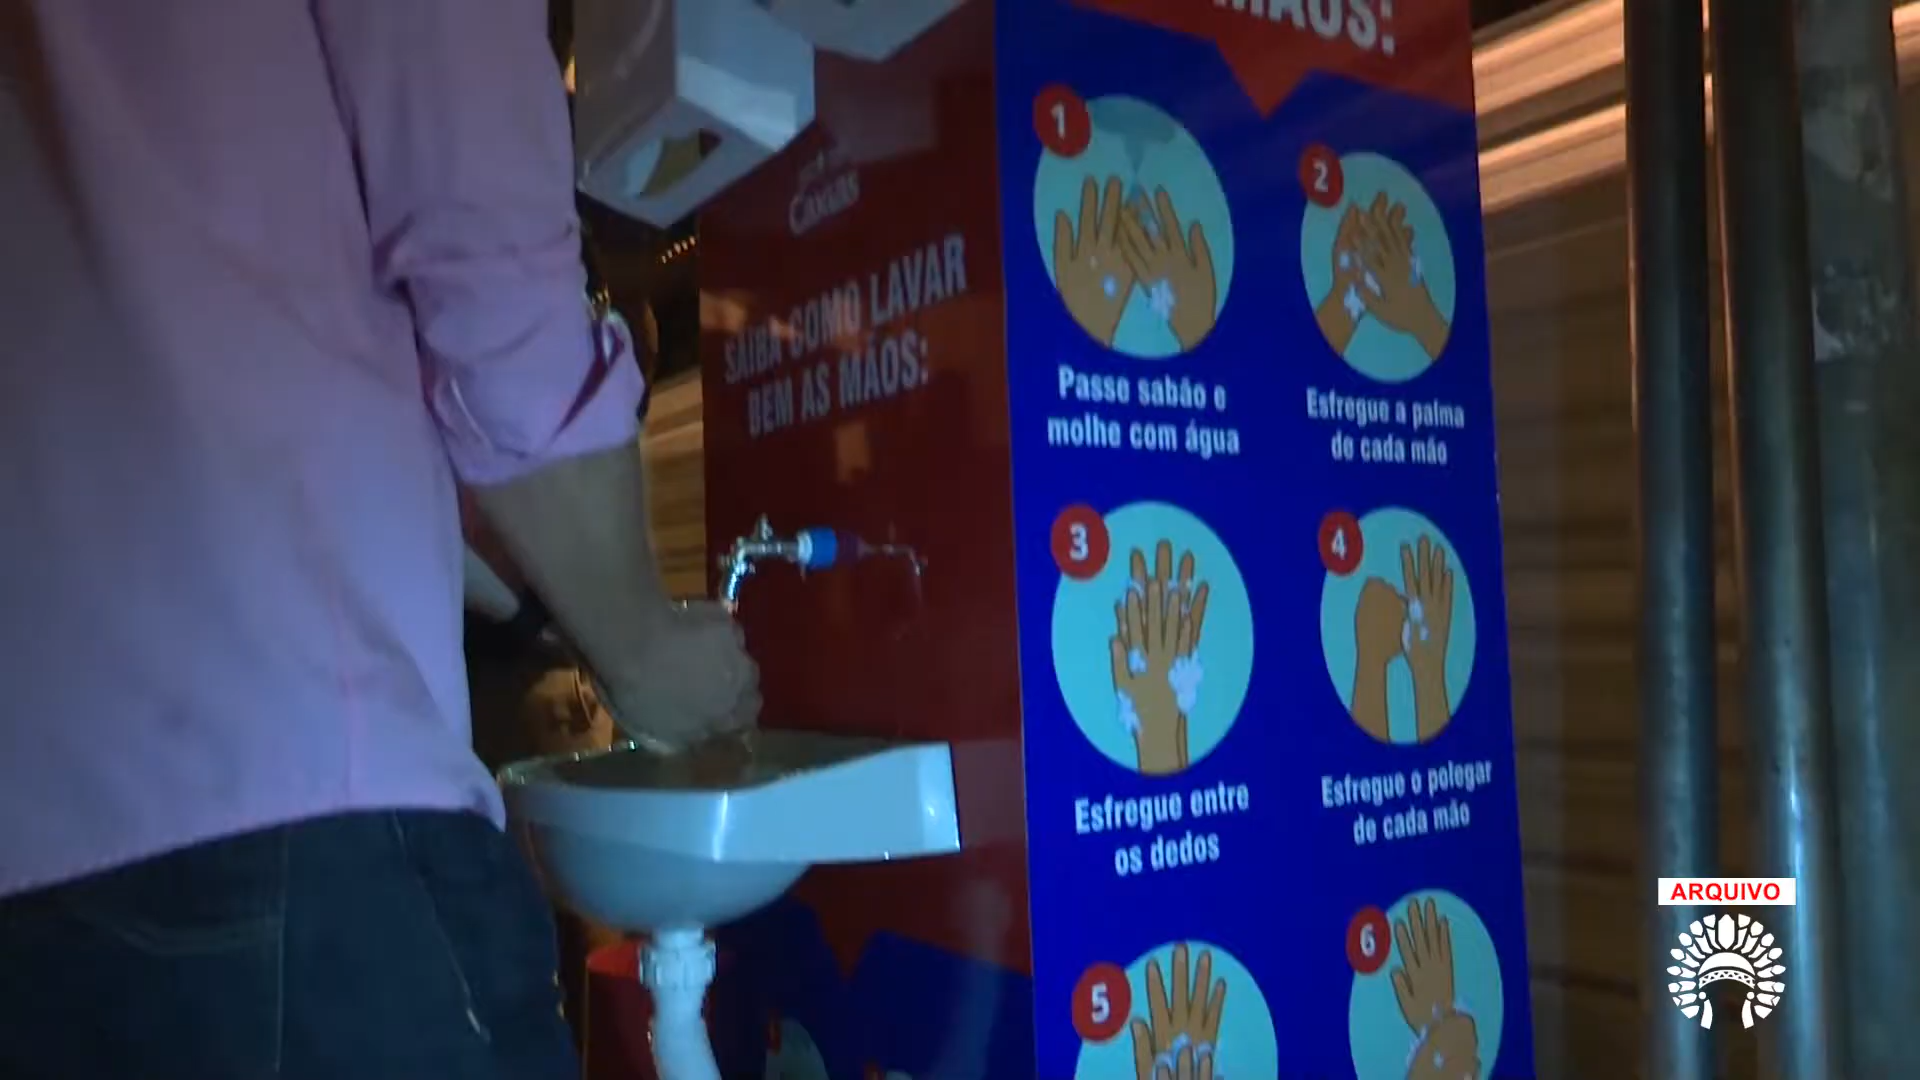 MÃOS:
Caxias
SAIBA COMO LAVAR
BEM AS MÃOS:
1
Passe sabão e
molhe com água
2
Esfregue a palma
de cada mão
3
Esfregue entre
os dedos
4
Esfregue o polegar
de cada mão
5
6
ARQUIVO